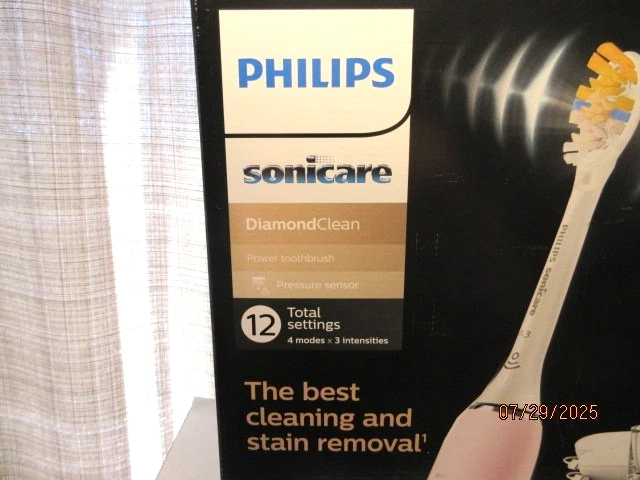 PHILIPS
sonicare
DiamondClean
Power toothbrush
Pressure sensor
12
Total
settings
4 modes x 3 intensities
The best
cleaning and
stain removal¹
PHILIPS sonicare
07/29/2025